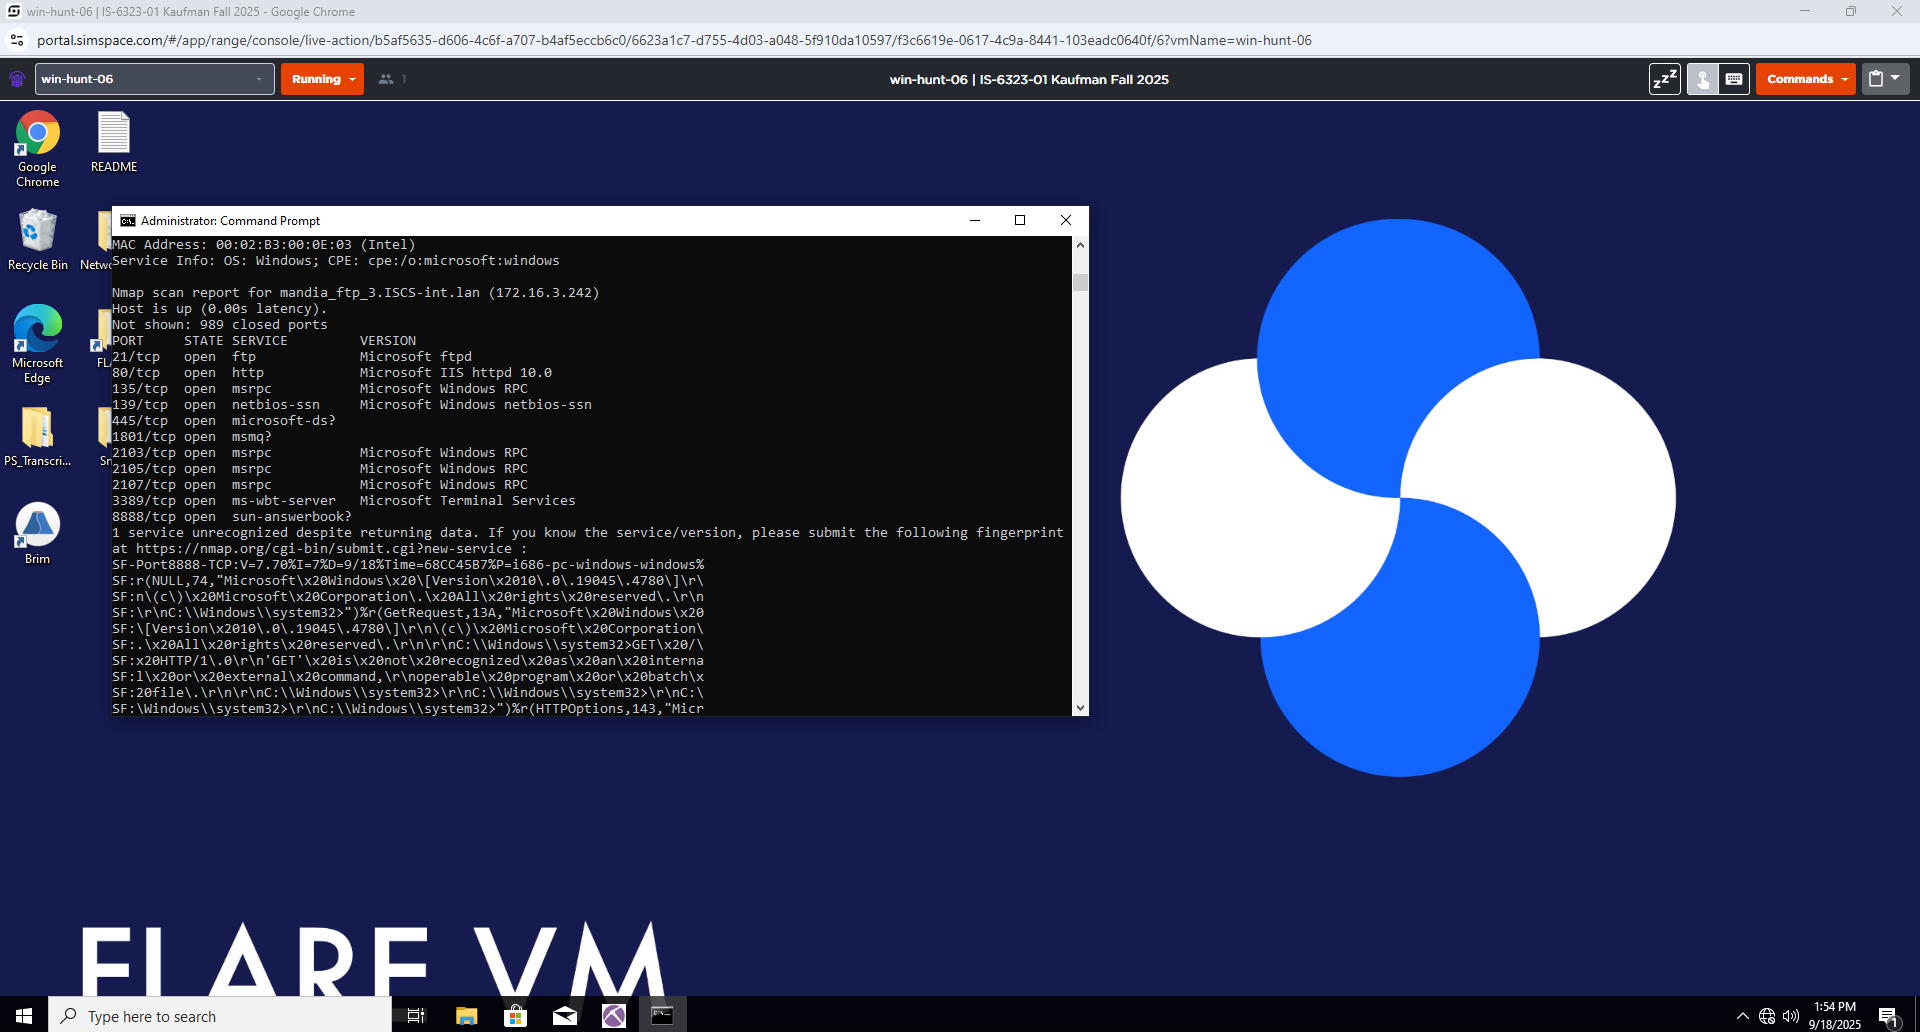 win-hunt-06 | IS-6323-01 Kaufman Fall 2025 - Google Chrome
portal.simspace.com/#/app/range/console/live-action/b5af5635-d606-4c6f-a707-b4af5eccb6c0/6623a1c7-d755-4d03-a048-5f910da10597/f3c6619e-0617-4c9a-8441-103eadc0640f/6?vmName=win-hunt-06
win-hunt-06
Running
1
win-hunt-06 | IS-6323-01 Kaufman Fall 2025
zzZ
Commands
Google
Chrome
README
Recycle Bin
Netwo
Microsoft
Edge
FLA
PS_Transcri...
Sn
Brim
Administrator: Command Prompt
MAC Address: 00:02:B3:00:0E:03 (Intel)
Service Info: OS: Windows; CPE: cpe:/o:microsoft:windows
Nmap scan report for mandia_ftp_3.ISCS-int.lan (172.16.3.242)
Host is up (0.00s latency).
Not shown: 989 closed ports
PORT     STATE SERVICE         VERSION
21/tcp   open  ftp             Microsoft ftpd
80/tcp   open  http            Microsoft IIS httpd 10.0
135/tcp  open  msrpc           Microsoft Windows RPC
139/tcp  open  netbios-ssn     Microsoft Windows netbios-ssn
445/tcp  open  microsoft-ds?
1801/tcp open  msmq?
2103/tcp open  msrpc           Microsoft Windows RPC
2105/tcp open  msrpc           Microsoft Windows RPC
2107/tcp open  msrpc           Microsoft Windows RPC
3389/tcp open  ms-wbt-server   Microsoft Terminal Services
8888/tcp open  sun-answerbook?
1 service unrecognized despite returning data. If you know the service/version, please submit the following fingerprint
at https://nmap.org/cgi-bin/submit.cgi?new-service :
SF-Port8888-TCP:V=7.70%I=7%D=9/18%Time=68CC45B7%P=i686-pc-windows-windows%
SF:r(NULL,74,"Microsoft\x20Windows\x20\[Version\x2010\.0\.19045\.4780\]\r\
SF:n\(c\)\x20Microsoft\x20Corporation\.\x20All\x20rights\x20reserved\.\r\n
SF:\r\nC:\\Windows\\system32>")%r(GetRequest,13A,"Microsoft\x20Windows\x20
SF:\[Version\x2010\.0\.19045\.4780\]\r\n\(c\)\x20Microsoft\x20Corporation\
SF:.\x20All\x20rights\x20reserved\.\r\n\r\nC:\\Windows\\system32>GET\x20/\
SF:x20HTTP/1\.0\r\n'GET'\x20is\x20not\x20recognized\x20as\x20an\x20interna
SF:l\x20or\x20external\x20command,\r\noperable\x20program\x20or\x20batch\x
SF:20file\.\r\n\r\nC:\\Windows\\system32>\r\nC:\\Windows\\system32>\r\nC:\
SF:\Windows\\system32>\r\nC:\\Windows\\system32>")%r(HTTPOptions,143,"Micr
FLARE VM
Type here to search
1:54 PM
9/18/2025
1